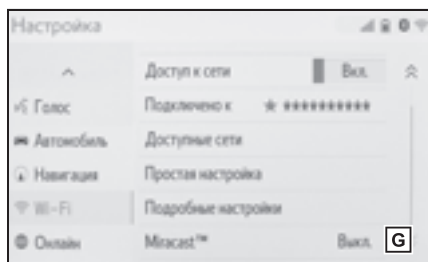 Настройка
Доступ к сети Вкл.
Голос Подключено к **********
Автомобиль Доступные сети
Навигация Простая настройка
Wi-Fi Подробные настройки
Онлайн Miracast™ Выкл. G